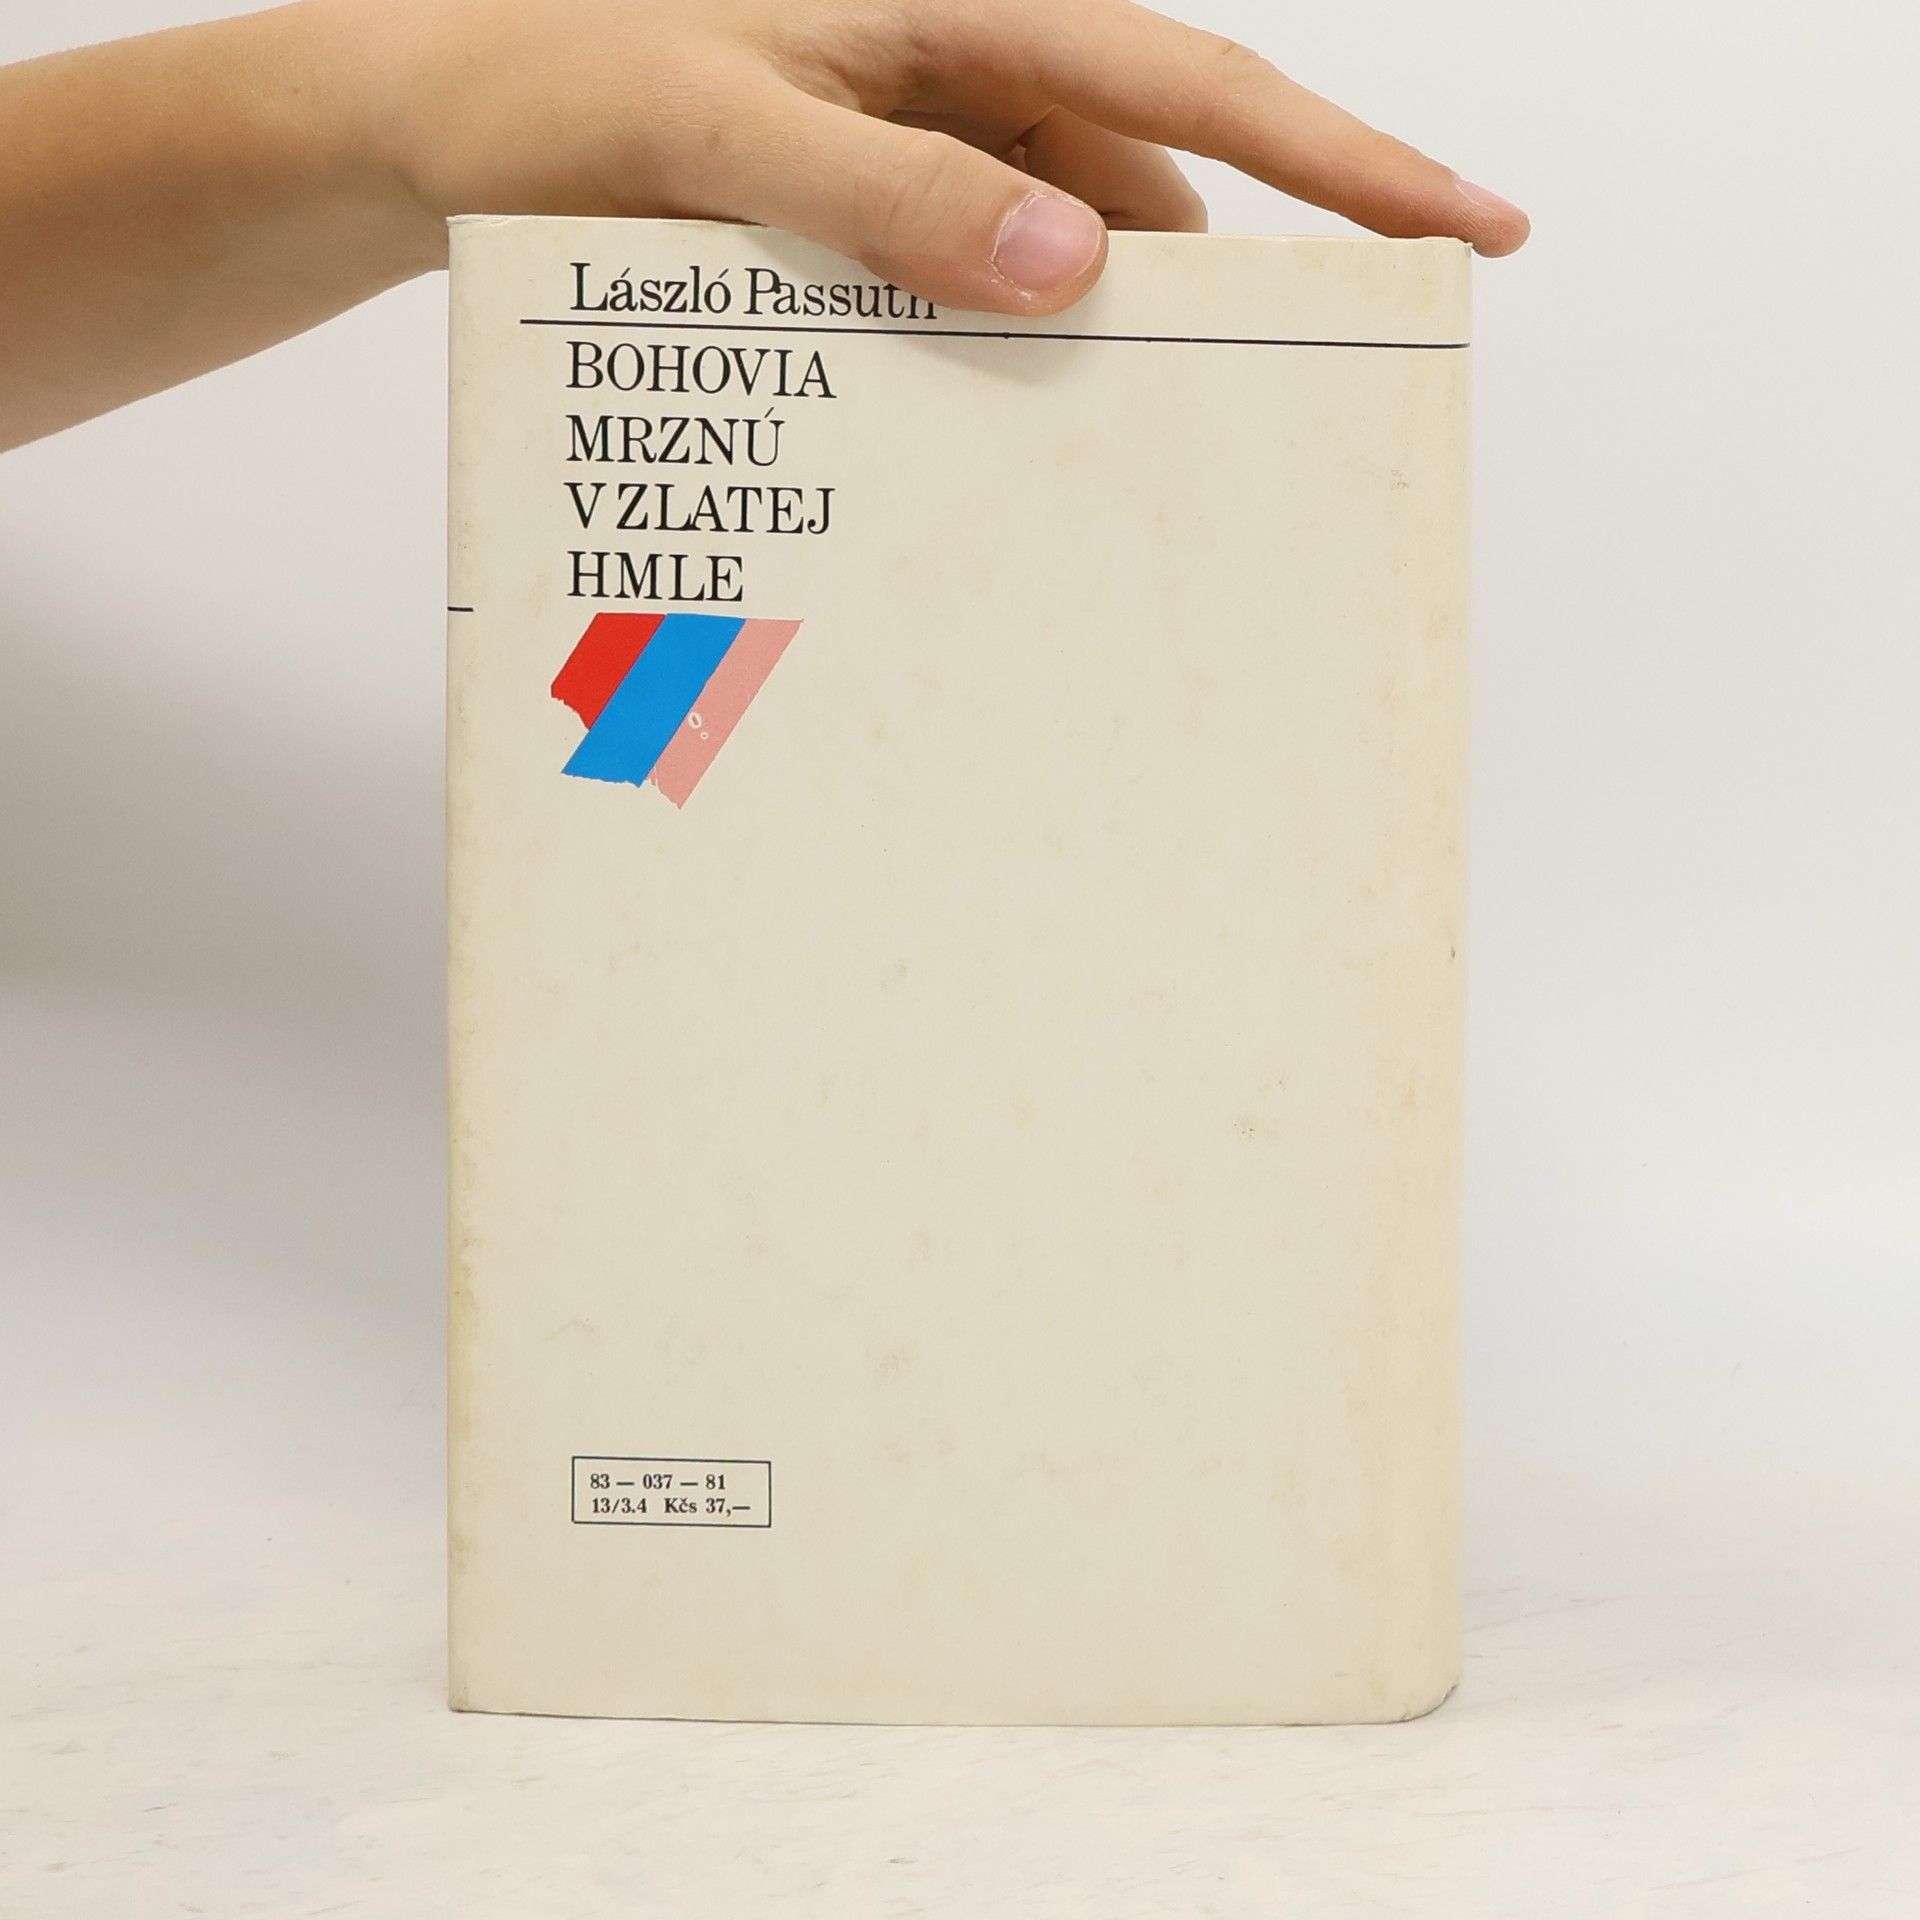 László Passuth
BOHOVIA
MRZNÚ
V ZLATEJ
HMLE
83 — 037 — 81
13/3.4 Kčs 37,—